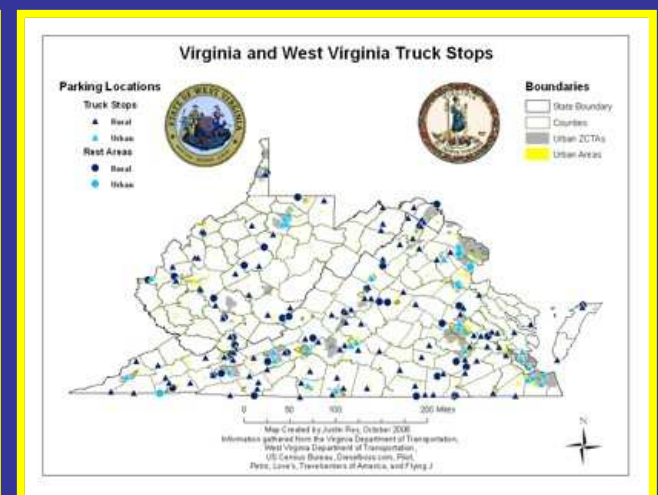 Virginia and West Virginia Truck Stops
Parking Locations
Truck Stops
Rural
Urban
Rest Areas
Rural
Urban
Boundaries
State Boundary
Counties
Urban ZCTAs
Urban Areas
0 50 100 200 Miles
N
Map Created by Justin October 2008
Information gathered from the Virginia Department of Transportation,
West Virginia Department of Transportation,
US Census Bureau, Dieselboss.com, Pilot,
Petro, Love's, Travelcenters of America, and Flying J